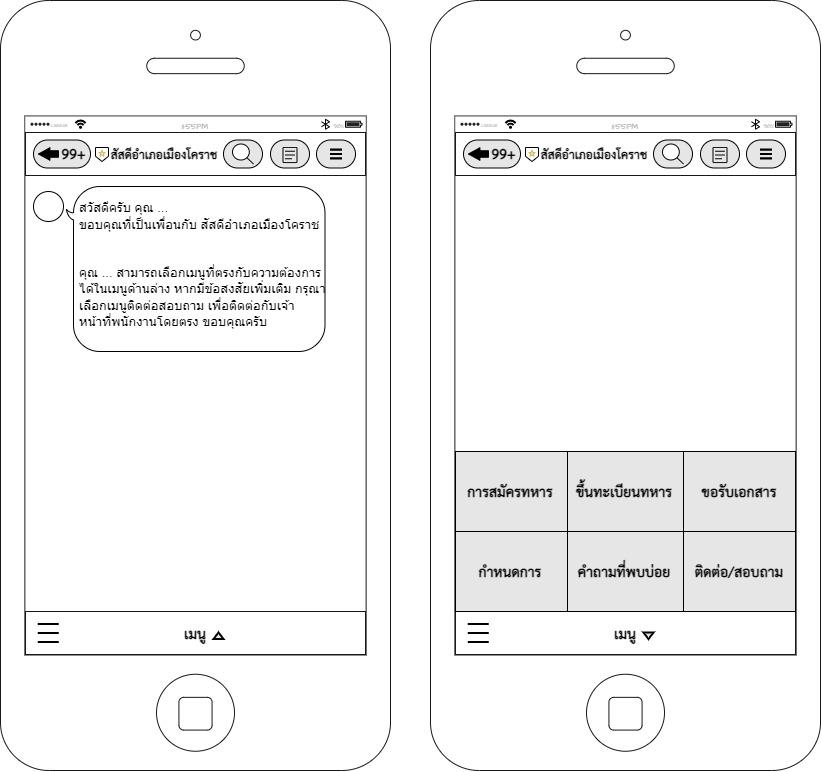 1:55 PM
99+ สัสดีอำเภอเมืองโคราช
สวัสดีครับ คุณ ...
ขอบคุณที่เป็นเพื่อนกับ สัสดีอำเภอเมืองโคราช
คุณ ... สามารถเลือกเมนูที่ตรงกับความต้องการ
ได้ในเมนูด้านล่าง หากมีข้อสงสัยเพิ่มเติม กรุณา
เลือกเมนูติดต่อสอบถาม เพื่อติดต่อกับเจ้า
หน้าที่พนักงานโดยตรง ขอบคุณครับ
เมนู
1:55 PM
99+ สัสดีอำเภอเมืองโคราช
การสมัครทหาร ขึ้นทะเบียนทหาร ขอรับเอกสาร
กำหนดการ คำถามที่พบบ่อย ติดต่อ/สอบถาม
เมนู